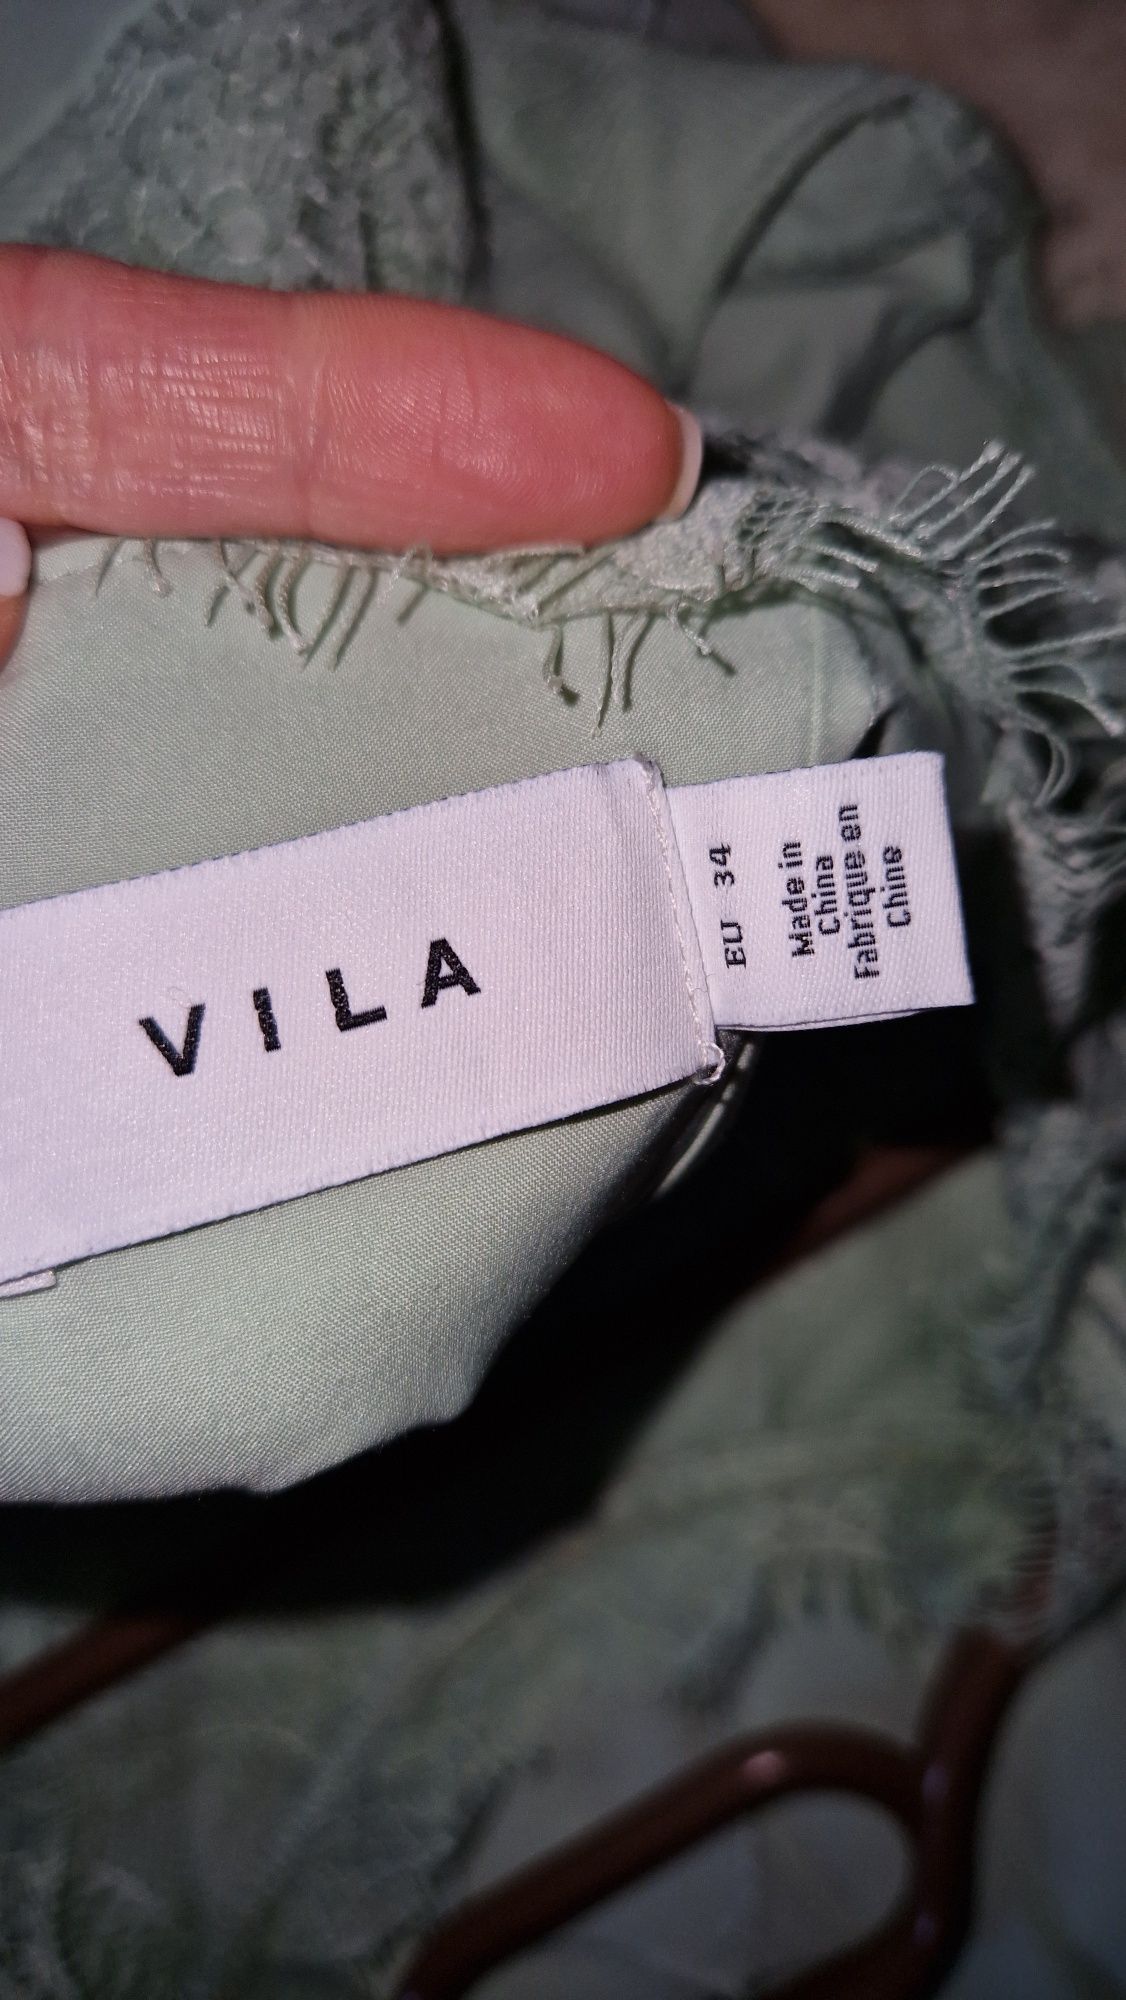 VILA
EU 34
Made in
China
Fabriqué en
Chine